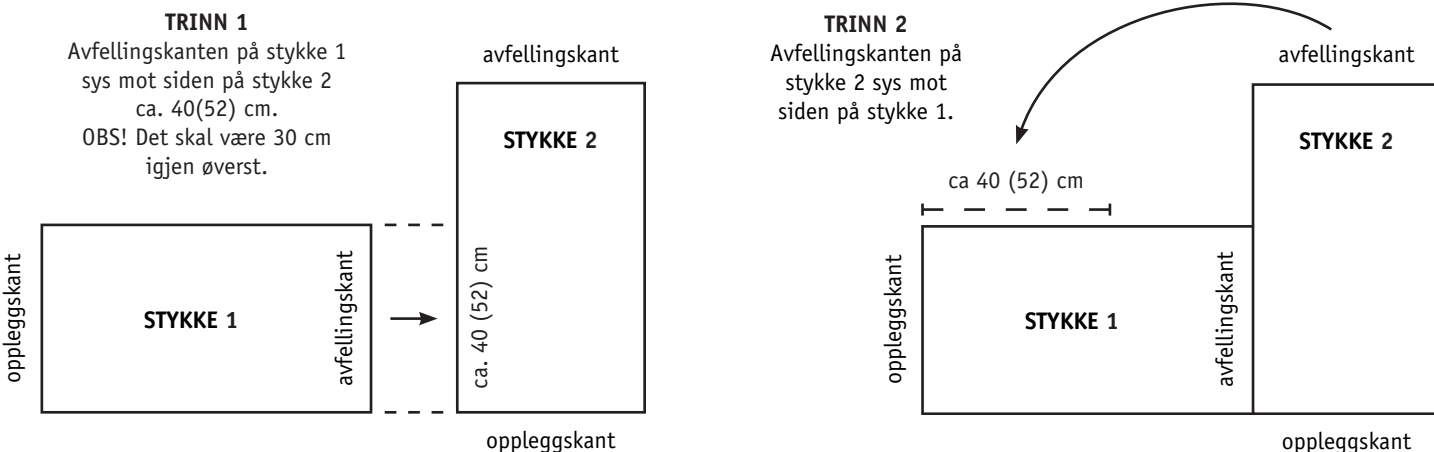 TRINN 1
Avfellingskanten på stykke 1
sys mot siden på stykke 2
ca. 40(52) cm.
OBS! Det skal være 30 cm
igjen øverst.
avfellingskant
STYKKE 2
oppleggskant
STYKKE 1
avfellingskant
ca. 40 (52) cm
oppleggskant
TRINN 2
Avfellingskanten på
stykke 2 sys mot
siden på stykke 1.
avfellingskant
STYKKE 2
ca 40 (52) cm
oppleggskant
STYKKE 1
avfellingskant
oppleggskant